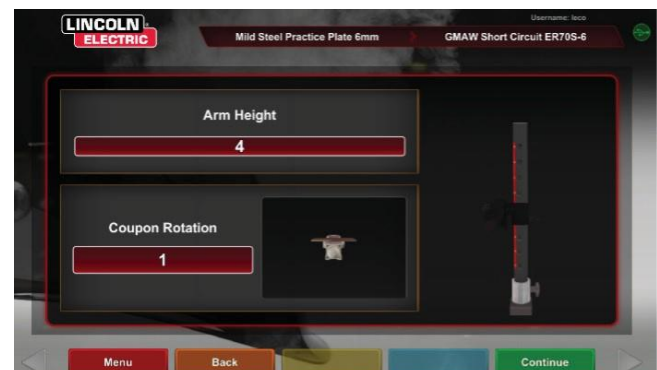 Username: leco
LINCOLN
ELECTRIC
Mild Steel Practice Plate 6mm
GMAW Short Circuit ER70S-6
Arm Height
4
Coupon Rotation
1
Menu
Back
Continue